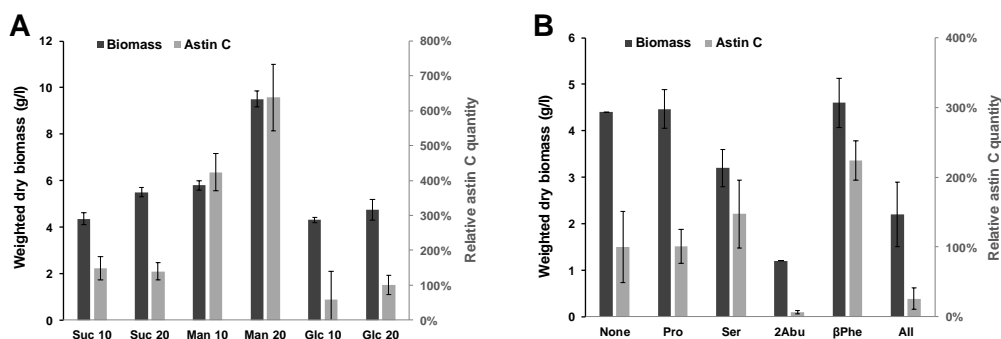 A
Biomass Astin C
Weighted dry biomass (g/l)
12
10
8
6
4
2
0
800%
700%
600%
500%
400%
300%
200%
100%
0%
Relative astin C quantity
Suc 10 Suc 20 Man 10 Man 20 Glc 10 Glc 20
B
Biomass Astin C
Weighted dry biomass (g/l)
6
5
4
3
2
1
0
400%
300%
200%
100%
0%
Relative astin C quantity
None Pro Ser 2Abu βPhe All